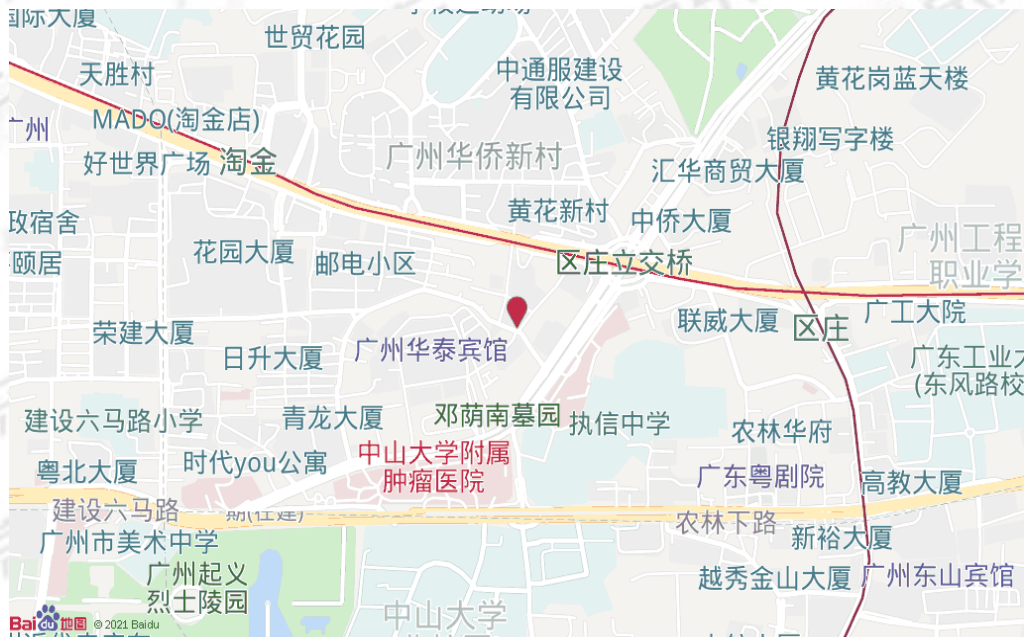 国际大厦
世贸花园
天胜村
中通服建设
有限公司
黄花岗蓝天楼
广州
MADO(淘金店)
银翔写字楼
好世界广场
淘金
广州华侨新村
汇华商贸大厦
政宿舍
黄花新村
中侨大厦
花园大厦
邮电小区
区庄立交桥
广州工程
职业学
颐居
荣建大厦
联威大厦
区庄
广工大院
日升大厦
广州华泰宾馆
广东工业大
(东风路校
建设六马路小学
青龙大厦
邓荫南墓园
执信中学
农林华府
粤北大厦
时代you公寓
中山大学附属
肿瘤医院
广东粤剧院
高教大厦
建设六马路
期(在建)
农林下路
新裕大厦
广州市美术中学
广州起义
烈士陵园
越秀金山大厦
广州东山宾馆
中山大学
Bai du 地图
© 2021 Baidu